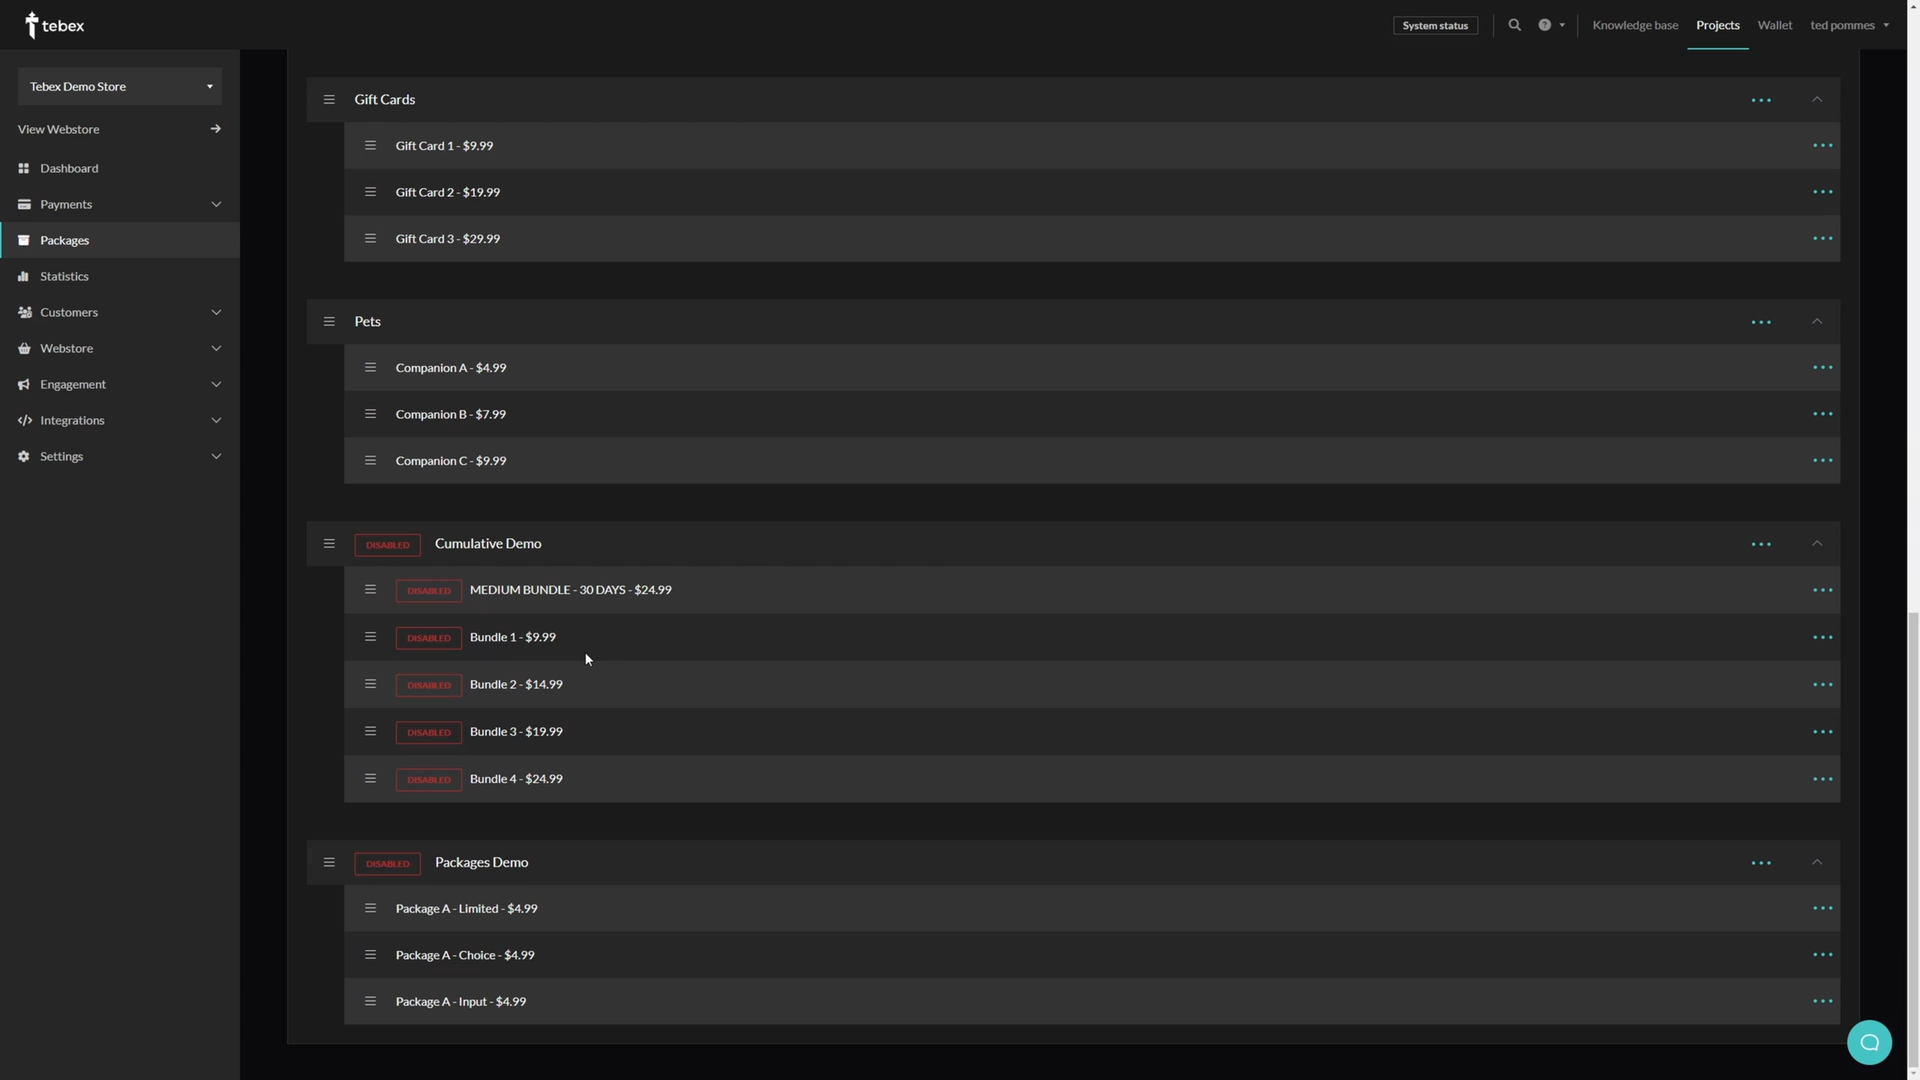 tebex
System status
Knowledge base
Projects
Wallet
ted pommes
Tebex Demo Store
View Webstore
Dashboard
Payments
Packages
Statistics
Customers
Webstore
Engagement
Integrations
Settings
Gift Cards
Gift Card 1 - $9.99
Gift Card 2 - $19.99
Gift Card 3 - $29.99
Pets
Companion A - $4.99
Companion B - $7.99
Companion C - $9.99
DISABLED Cumulative Demo
DISABLED MEDIUM BUNDLE - 30 DAYS - $24.99
DISABLED Bundle 1 - $9.99
DISABLED Bundle 2 - $14.99
DISABLED Bundle 3 - $19.99
DISABLED Bundle 4 - $24.99
DISABLED Packages Demo
Package A - Limited - $4.99
Package A - Choice - $4.99
Package A - Input - $4.99